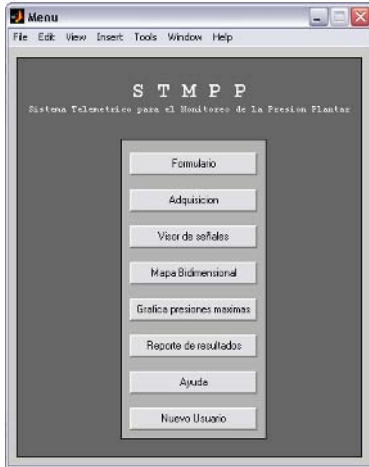 Menu
File Edit View Insert Tools Window Help
S T M P P
Sistema Telemetrico para el Monitoreo de la Presion Plantar
Formulario
Adquisicion
Visor de señales
Mapa Bidimensional
Grafica presiones maximas
Reporte de resultados
Ayuda
Nuevo Usuario